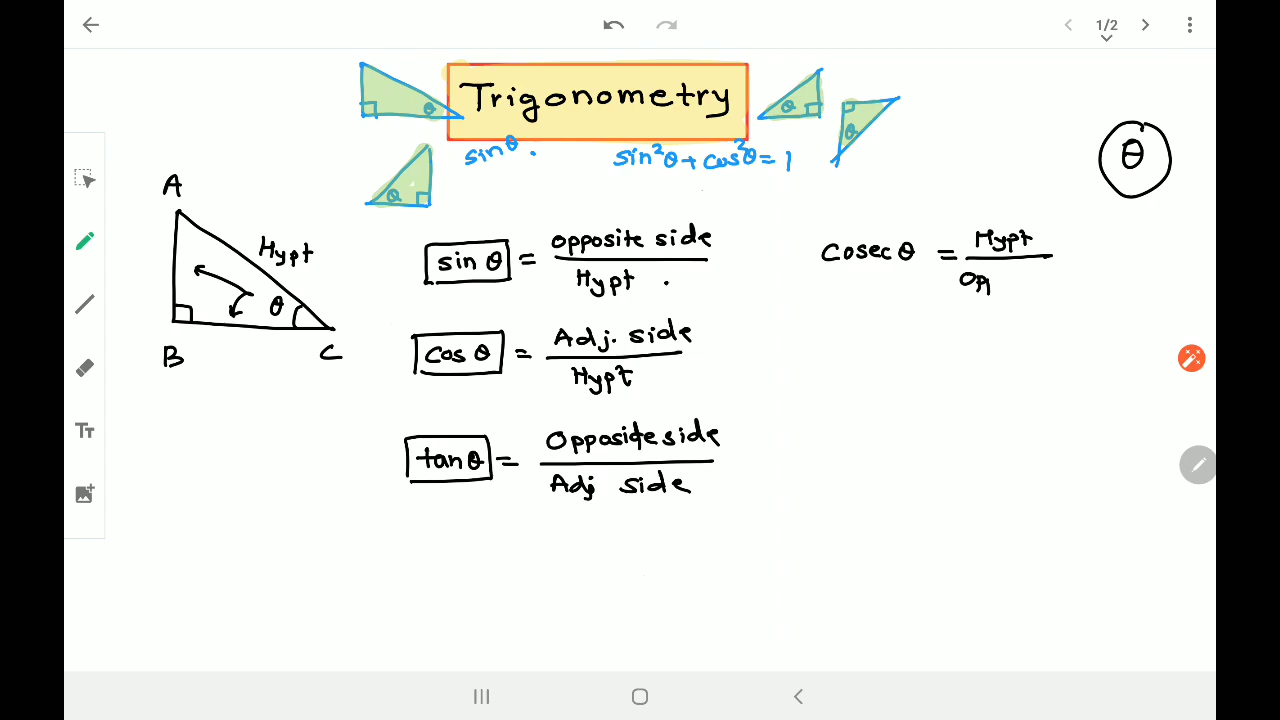 1/2
Trigonometry
θ
θ
θ
θ
sinθ.
sin²θ + cos²θ = 1
θ
A
Hypt
θ
B
C
sin θ = opposite side / Hypt .
cos θ = Adj. side / Hypt
tan θ = Opposite side / Adj side
Cosec θ = Hypt / Op
Tт